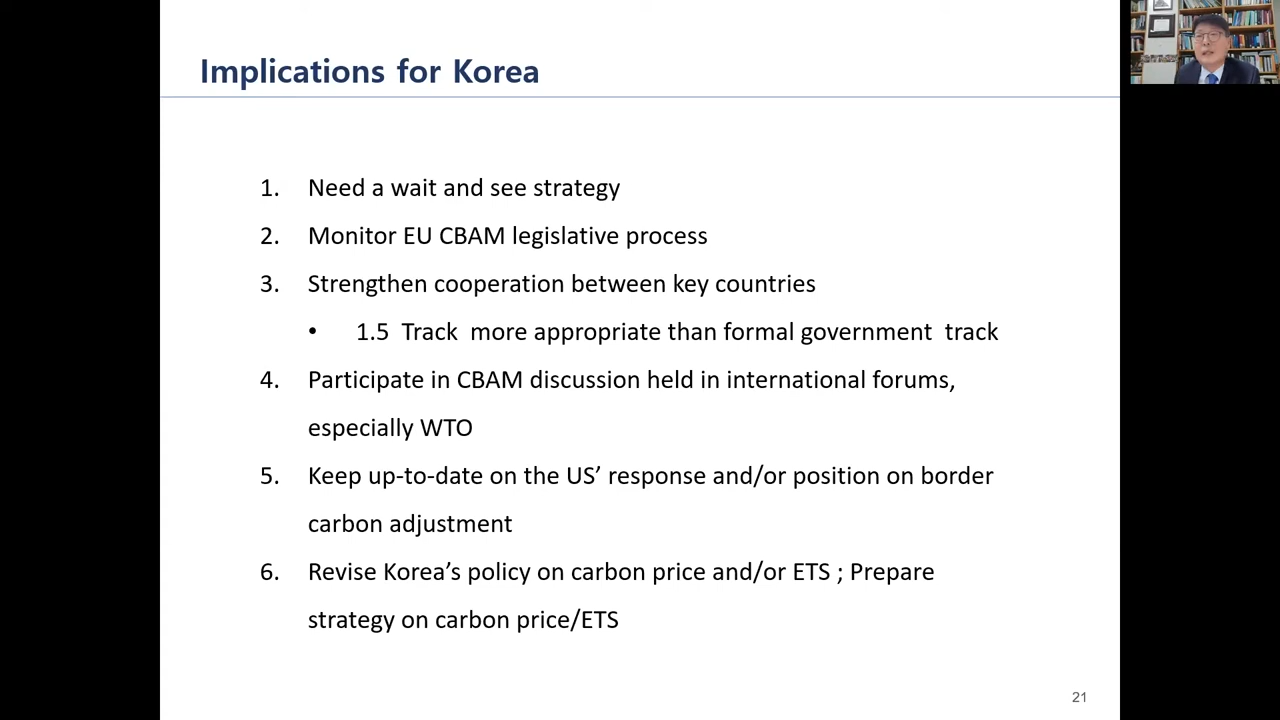 Implications for Korea
1. Need a wait and see strategy
2. Monitor EU CBAM legislative process
3. Strengthen cooperation between key countries
• 1.5 Track more appropriate than formal government track
4. Participate in CBAM discussion held in international forums,
especially WTO
5. Keep up-to-date on the US’ response and/or position on border
carbon adjustment
6. Revise Korea’s policy on carbon price and/or ETS ; Prepare
strategy on carbon price/ETS
21